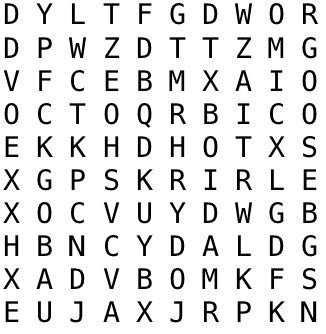 D Y L T F G D W O R
D P W Z D T T Z M G
V F C E B M X A I O
O C T O Q R B I C O
E K K H D H O T X S
X G P S K R I R L E
X O C V U Y D W G B
H B N C Y D A L D G
X A D V B O M K F S
E U J A X J R P K N